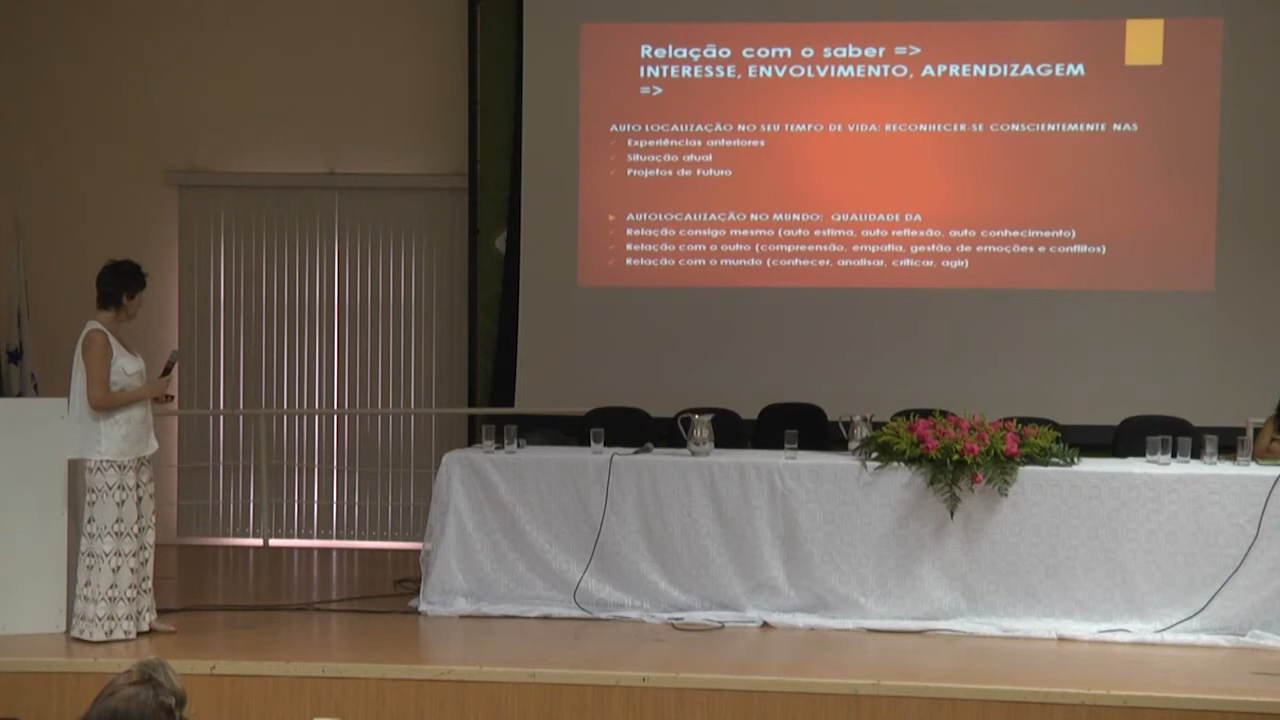 Relação com o saber =>
INTERESSE, ENVOLVIMENTO, APRENDIZAGEM
=>
AUTO LOCALIZAÇÃO NO SEU TEMPO DE VIDA: RECONHECER-SE CONSCIENTEMENTE NAS
Experiências anteriores
Situação atual
Projetos de Futuro
AUTOLOCALIZAÇÃO NO MUNDO: QUALIDADE DA
Relação consigo mesmo (auto estima, auto reflexão, auto conhecimento)
Relação com o outro (compreensão, empatia, gestão de emoções e conflitos)
Relação com o mundo (conhecer, analisar, criticar, agir)